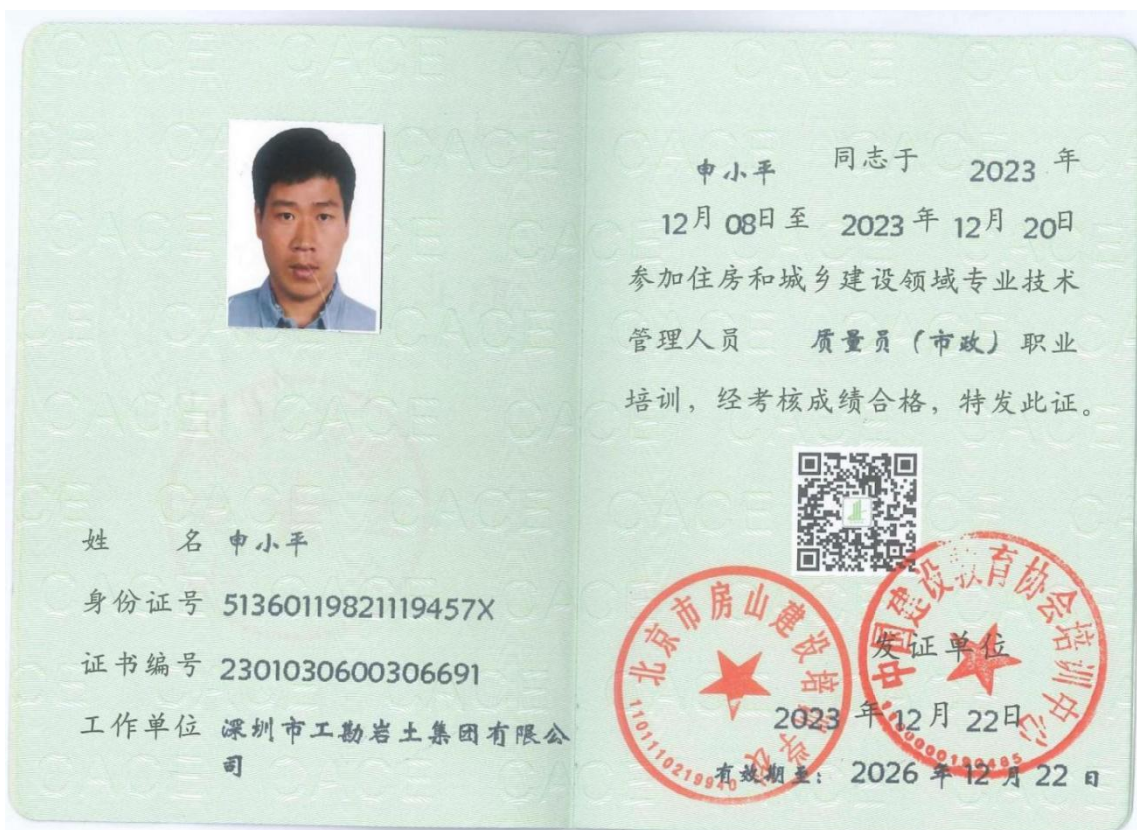 姓 名 申小平
身份证号 51360119821119457X
证书编号 2301030600306691
工作单位 深圳市工勘岩土集团有限公
司
申小平 同志于 2023 年
12月 08日至 2023 年 12月 20日
参加住房和城乡建设领域专业技术
管理人员 质量员（市政）职业
培训，经考核成绩合格，特发此证。
北京市房山建设培训学校
1101110219940
中国建设教育协会培训中心
发证单位
2023 年 12月 22日
有效期至： 2026 年 12 月 22 日
CACE